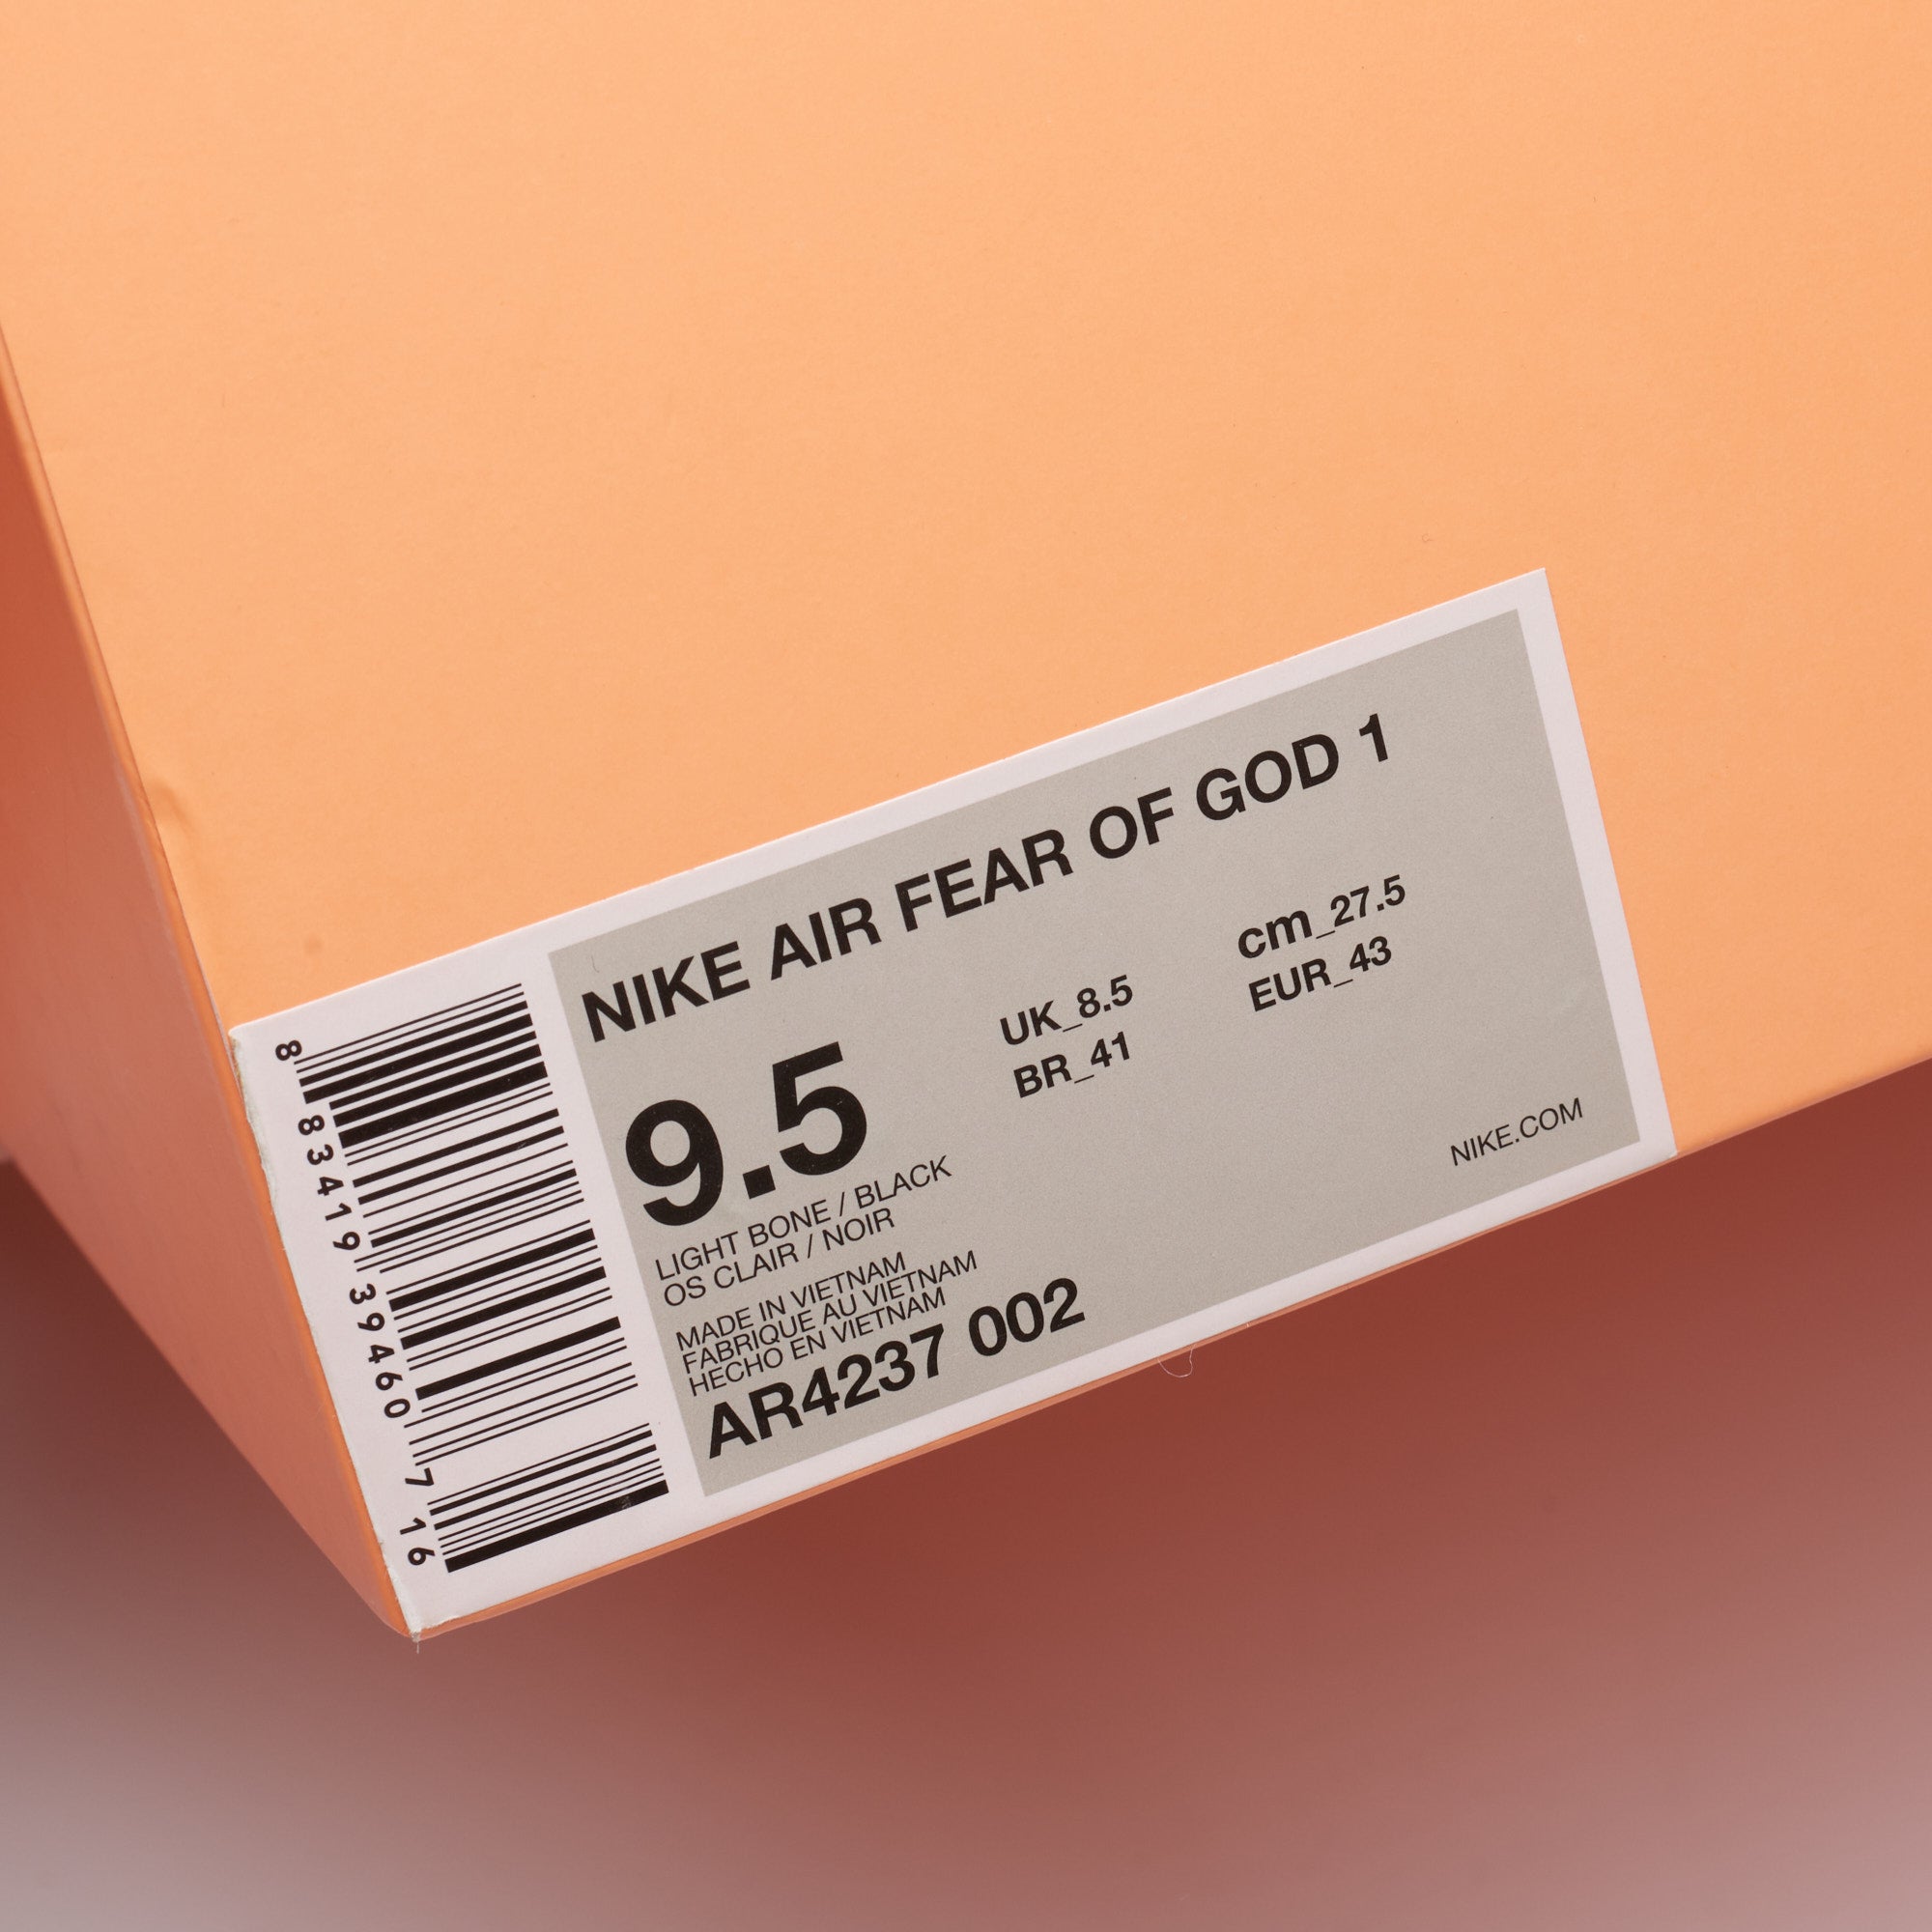 NIKE AIR FEAR OF GOD 1
9.5
UK_8.5
BR_41
cm_27.5
EUR_43
LIGHT BONE / BLACK
OS CLAIR / NOIR
MADE IN VIETNAM
FABRIQUE AU VIETNAM
HECHO EN VIETNAM
AR4237 002
NIKE.COM
8 83419 39460 7 16